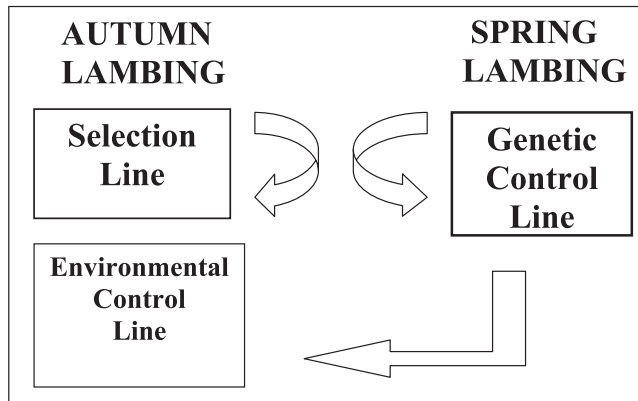 AUTUMN
LAMBING
SPRING
LAMBING
Selection
Line
Genetic
Control
Line
Environmental
Control
Line